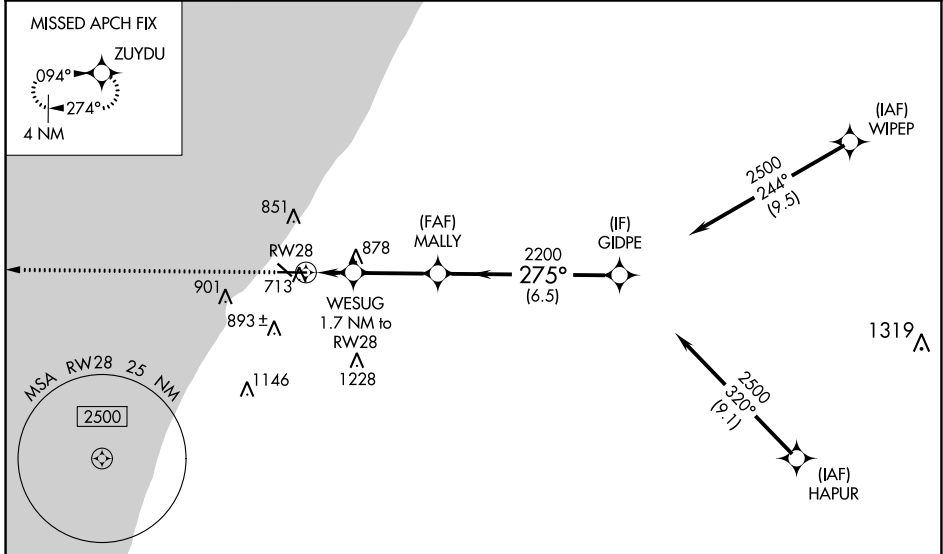 MISSED APCH FIX
ZUYDU
094°
274°
4 NM
(IAF)
WIPEP
2500
244°
(9.5)
851
(FAF)
MALLY
(IF)
GIDPE
RW28
878
2200
275°
(6.5)
713
901
WESUG
1.7 NM to
RW28
893 ±
1319
1228
1146
MSA RW28 25 NM
2500
2500
320°
(9.1)
(IAF)
HAPUR